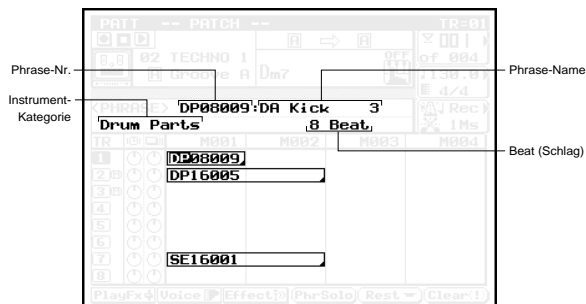 PATT -- PATCH -- TR=01
A ⇨ A
02 TECHNO 1 OFF of 004
A Groove A Dm7 130.0
4/4
Phrase-Nr.
Phrase-Name
Instrument-
Kategorie
<PHRASE> DP08009:DA Kick 3 Rec
Drum Parts 8 Beat 1Ms
Beat (Schlag)
TR M001 M002 M003 M004
1 DP08009
2 DP16005
3
4
5
6
7 SE16001
8
PlayFx Voice Effect PhrSolo Rest Clear!